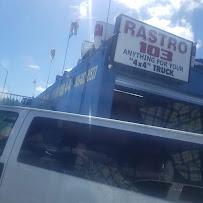 RASTRO
103
ANYTHING FOR YOUR
"4x4" TRUCK